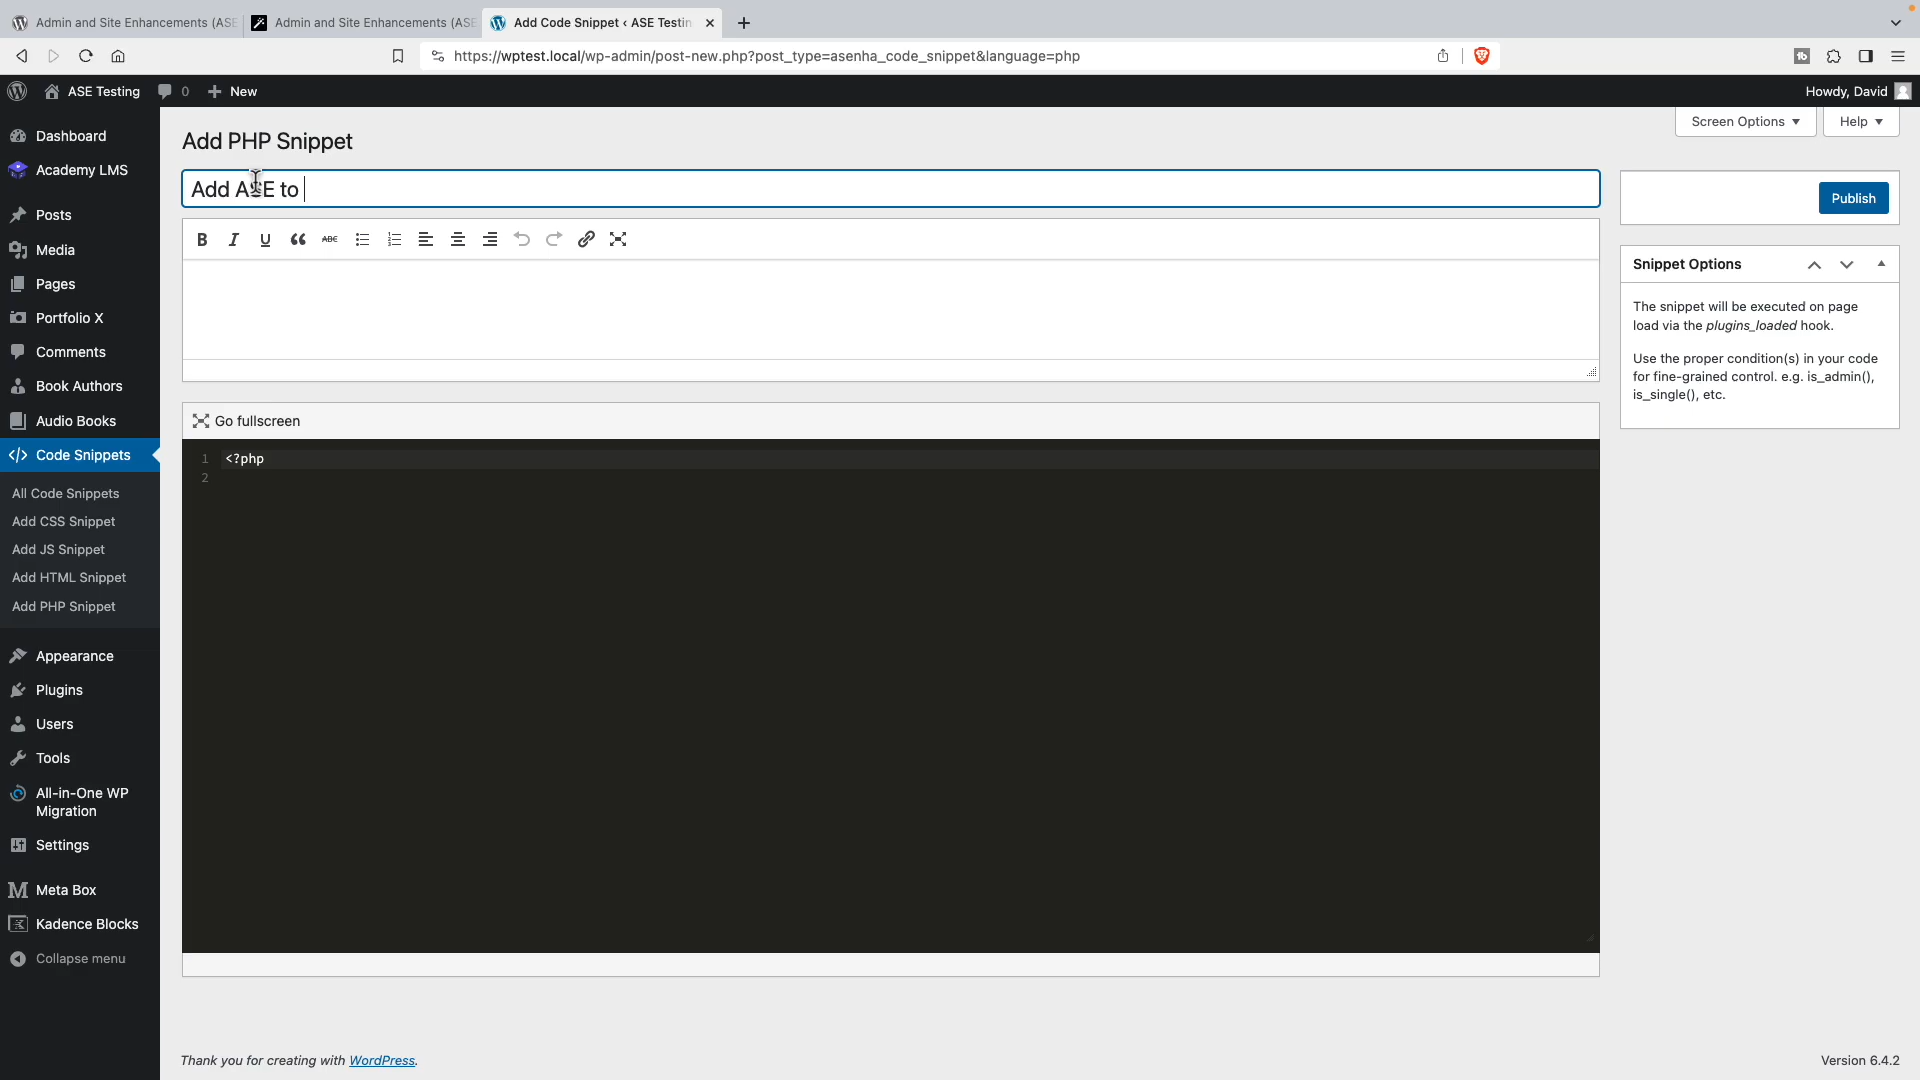 Admin and Site Enhancements (ASE
Admin and Site Enhancements (ASE
Add Code Snippet ‹ ASE Testin
https://wptest.local/wp-admin/post-new.php?post_type=asenha_code_snippet&language=php
ASE Testing
0
New
Howdy, David
Screen Options
Help
Dashboard
Academy LMS
Posts
Media
Pages
Portfolio X
Comments
Book Authors
Audio Books
Code Snippets
All Code Snippets
Add CSS Snippet
Add JS Snippet
Add HTML Snippet
Add PHP Snippet
Appearance
Plugins
Users
Tools
All-in-One WP
Migration
Settings
Meta Box
Kadence Blocks
Collapse menu
Add PHP Snippet
Add ASE to
B I U ABC
Go fullscreen
1 <?php
2
Publish
Snippet Options
The snippet will be executed on page
load via the plugins_loaded hook.
Use the proper condition(s) in your code
for fine-grained control. e.g. is_admin(),
is_single(), etc.
Thank you for creating with WordPress.
Version 6.4.2